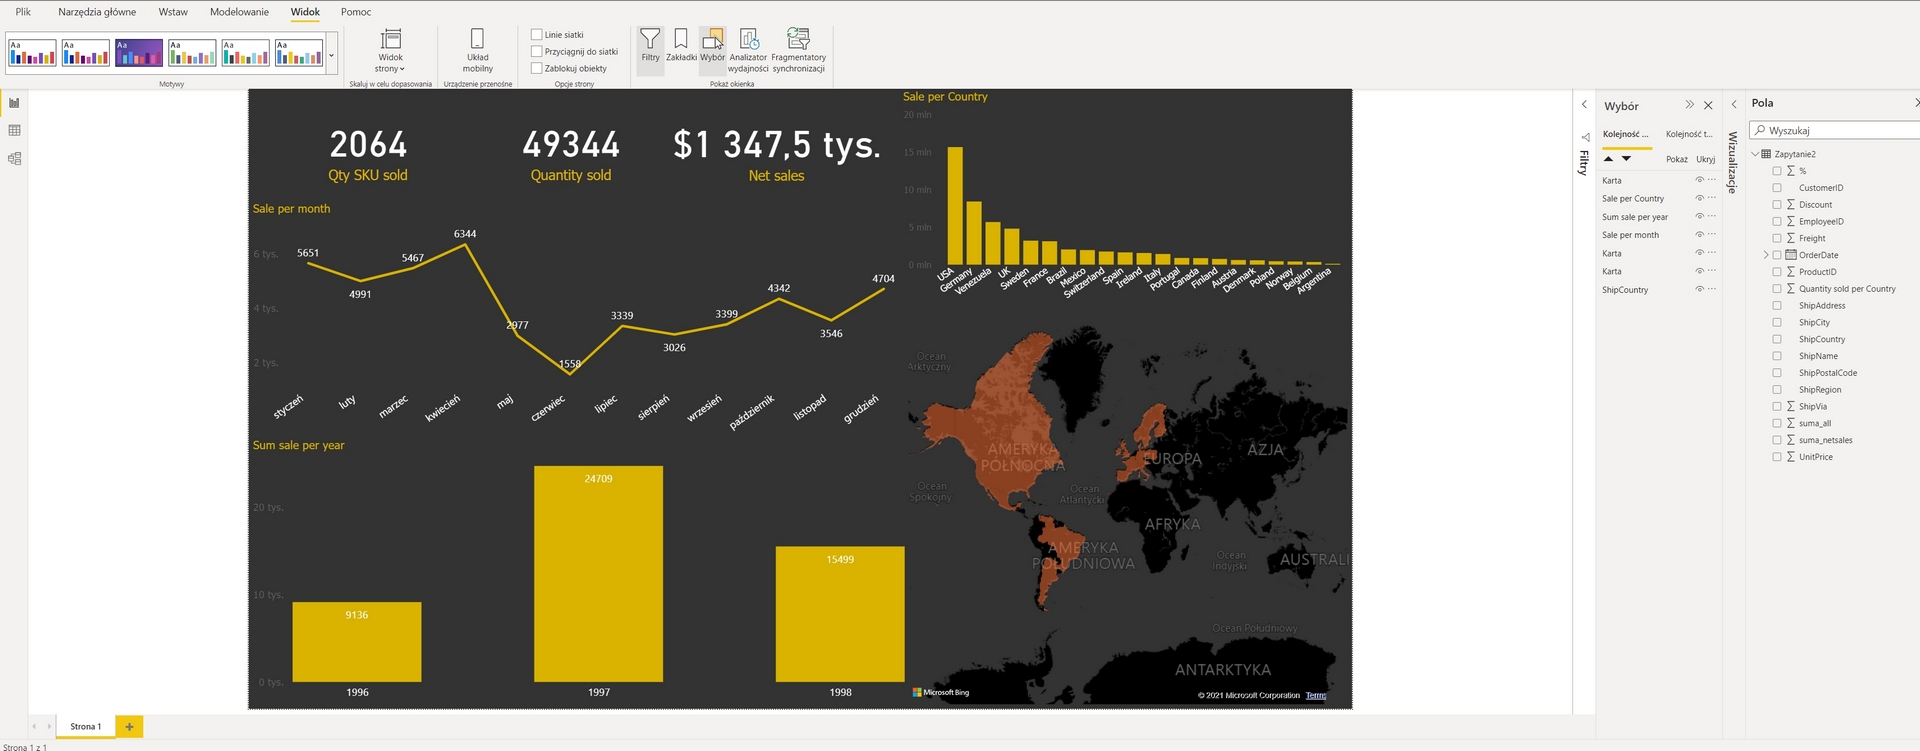 Plik Narzędzia główne Wstaw Modelowanie Widok Pomoc
Aa Aa Aa Aa Aa Aa
Motywy
Widok strony
Skaluj w celu dopasowania
Układ mobilny
Urządzenie przenośne
Linie siatki
Przyciągnij do siatki
Zablokuj obiekty
Opcje strony
Filtry
Zakładki
Wybór
Analizator wydajności
Fragmentatory synchronizacji
Pokaż okienka
2064
Qty SKU sold
49344
Quantity sold
$1 347,5 tys.
Net sales
Sale per month
6 tys.
4 tys.
2 tys.
5651
4991
5467
6344
2977
1558
3339
3026
3399
4342
3546
4704
styczeń
luty
marzec
kwiecień
maj
czerwiec
lipiec
sierpień
wrzesień
październik
listopad
grudzień
Sum sale per year
20 tys.
10 tys.
0 tys.
9136
24709
15499
1996
1997
1998
Sale per Country
20 mln
15 mln
10 mln
5 mln
0 mln
USA
Germany
Venezuela
UK
Sweden
France
Brazil
Mexico
Switzerland
Spain
Ireland
Italy
Portugal
Canada
Finland
Austria
Denmark
Poland
Norway
Belgium
Argentina
Ocean
Arktyczny
AMERYKA
PÓŁNOCNA
EUROPA
AZJA
Ocean
Spokojny
Ocean
Atlantycki
AFRYKA
AMERYKA
POŁUDNIOWA
Ocean
Indyjski
AUSTRALI
Ocean Południowy
ANTARKTYKA
Microsoft Bing
© 2021 Microsoft Corporation Terms
Filtry
Wybór
Kolejność ... Kolejność t...
Pokaż Ukryj
Karta
Sale per Country
Sum sale per year
Sale per month
Karta
Karta
ShipCountry
Wizualizacje
Pola
Wyszukaj
Zapytanie2
%
CustomerID
Discount
EmployeeID
Freight
OrderDate
ProductID
Quantity sold per Country
ShipAddress
ShipCity
ShipCountry
ShipName
ShipPostalCode
ShipRegion
ShipVia
suma_all
suma_netsales
UnitPrice
Strona 1
Strona 1 z 1